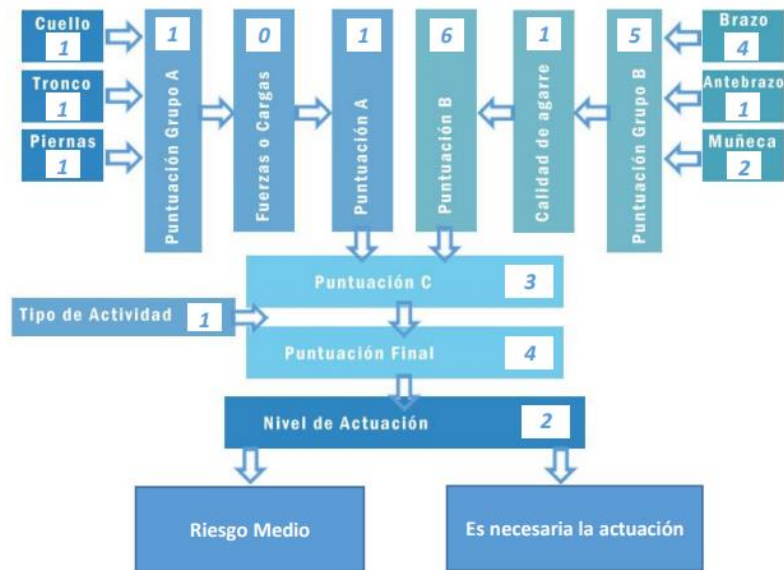 Cuello
1
Tronco
1
Piernas
1
1
Puntuación Grupo A
0
Fuerzas o Cargas
1
Puntuación A
6
Puntuación B
1
Calidad de agarre
5
Puntuación Grupo B
Brazo
4
Antebrazo
1
Muñeca
2
Puntuación C 3
Tipo de Actividad 1
Puntuación Final 4
Nivel de Actuación 2
Riesgo Medio
Es necesaria la actuación